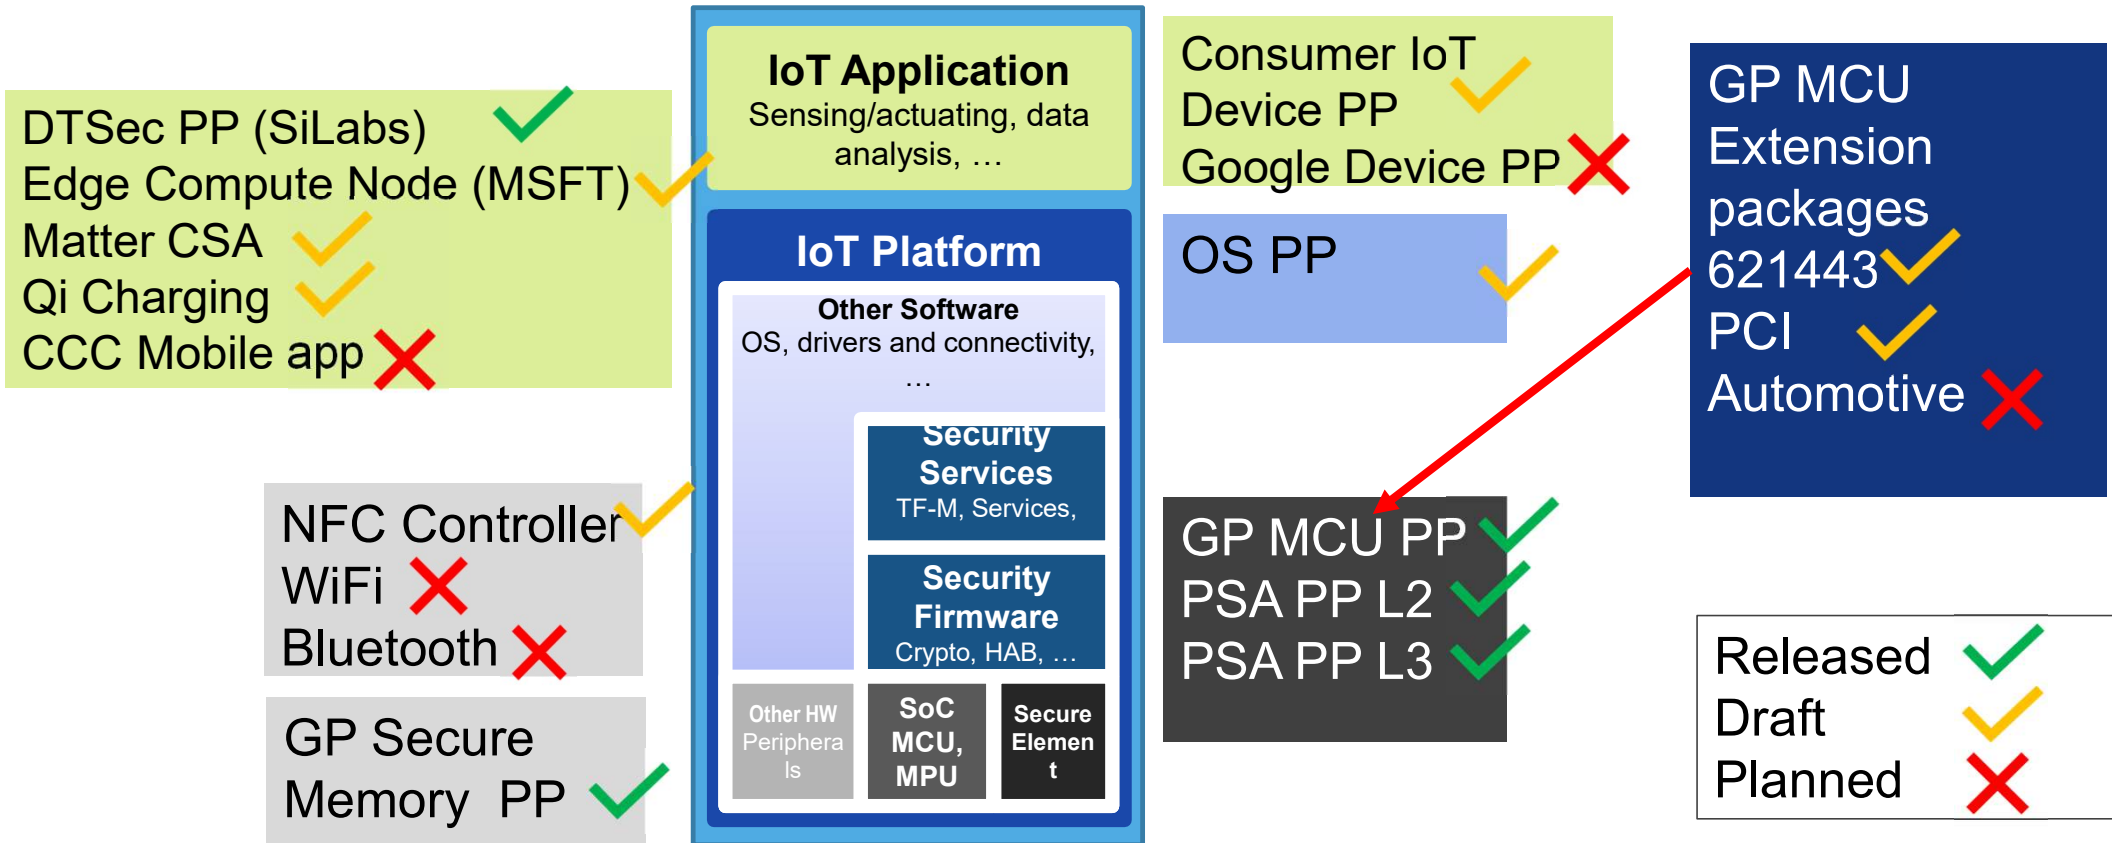 DTSec PP (SiLabs)
Edge Compute Node (MSFT)
Matter CSA
Qi Charging
CCC Mobile app
NFC Controller
WiFi
Bluetooth
GP Secure
Memory PP
IoT Application
Sensing/actuating, data
analysis, …
IoT Platform
Other Software
OS, drivers and connectivity,
…
Security
Services
TF-M, Services,
Security
Firmware
Crypto, HAB, …
Other HW
Periphera
ls
SoC
MCU,
MPU
Secure
Elemen
t
Consumer IoT
Device PP
Google Device PP
OS PP
GP MCU PP
PSA PP L2
PSA PP L3
GP MCU
Extension
packages
621443
PCI
Automotive
Released
Draft
Planned